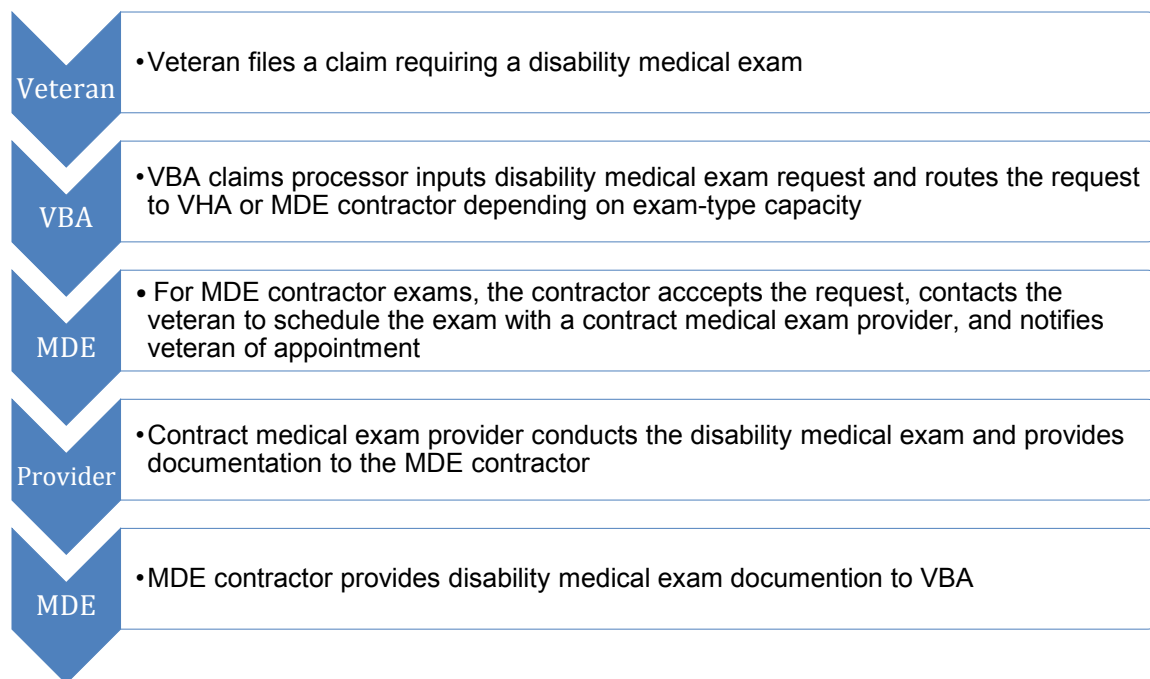 Veteran
•Veteran files a claim requiring a disability medical exam
VBA
•VBA claims processor inputs disability medical exam request and routes the request
to VHA or MDE contractor depending on exam-type capacity
MDE
• For MDE contractor exams, the contractor acccepts the request, contacts the
veteran to schedule the exam with a contract medical exam provider, and notifies
veteran of appointment
Provider
•Contract medical exam provider conducts the disability medical exam and provides
documentation to the MDE contractor
MDE
•MDE contractor provides disability medical exam documention to VBA